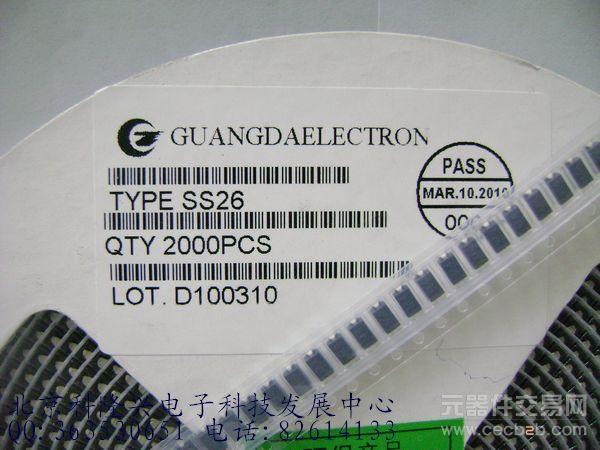 GUANGDAELECTRON
TYPE SS26
QTY 2000PCS
LOT. D100310
PASS
MAR.10.2010
北京科隆兴电子科技发展中心
QQ:363530651 电话:82614133
元器件交易网
www.cecb2b.com